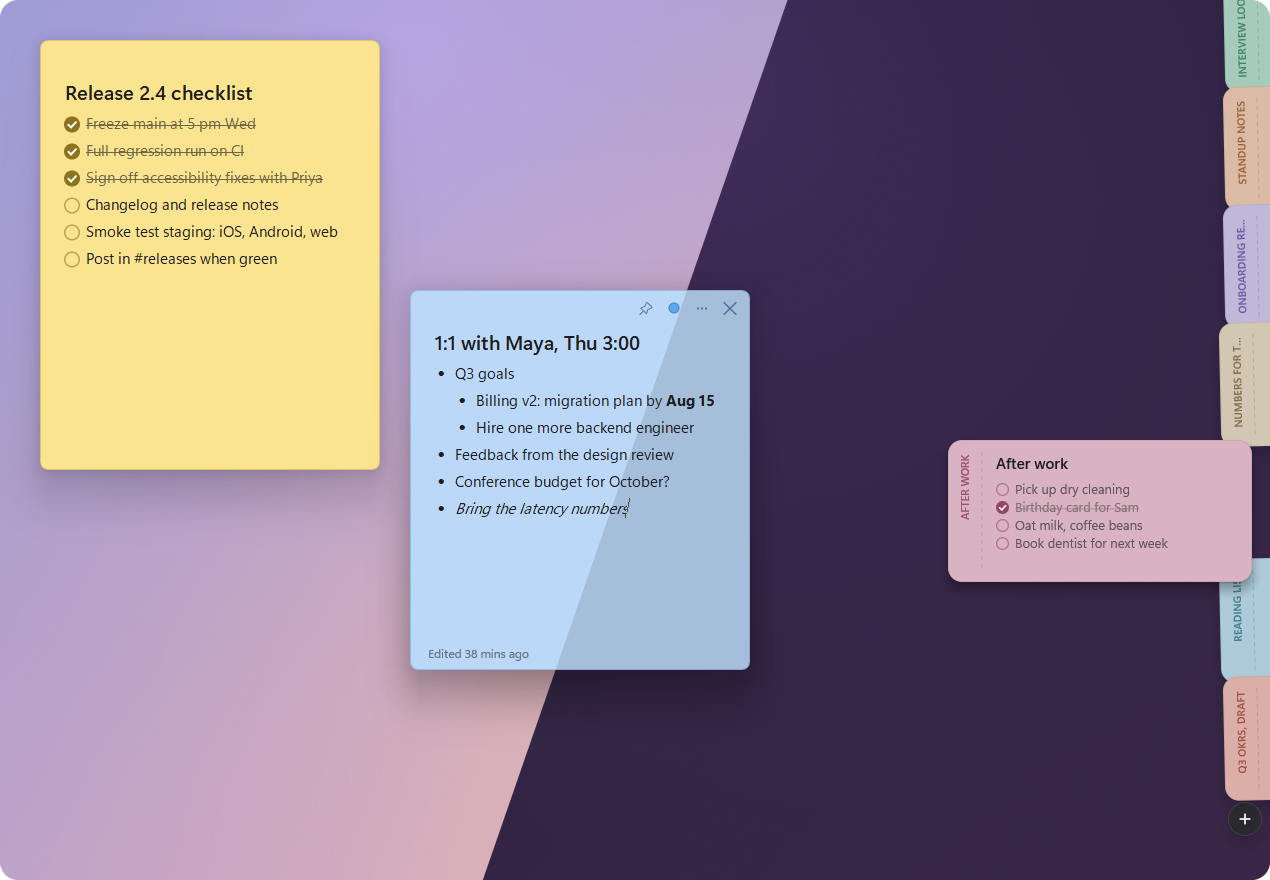 Release 2.4 checklist
Freeze main at 5 pm Wed
Full regression run on CI
Sign off accessibility fixes with Priya
Changelog and release notes
Smoke test staging: iOS, Android, web
Post in #releases when green
1:1 with Maya, Thu 3:00
Q3 goals
Billing v2: migration plan by Aug 15
Hire one more backend engineer
Feedback from the design review
Conference budget for October?
Bring the latency numbers
Edited 38 mins ago
INTERVIEW
STANDUP NOTES
ONBOARDING RE...
NUMBERS FOR T...
AFTER WORK
After work
Pick up dry cleaning
Birthday card for Sam
Oat milk, coffee beans
Book dentist for next week
READING
Q3 OKRS, DRAFT